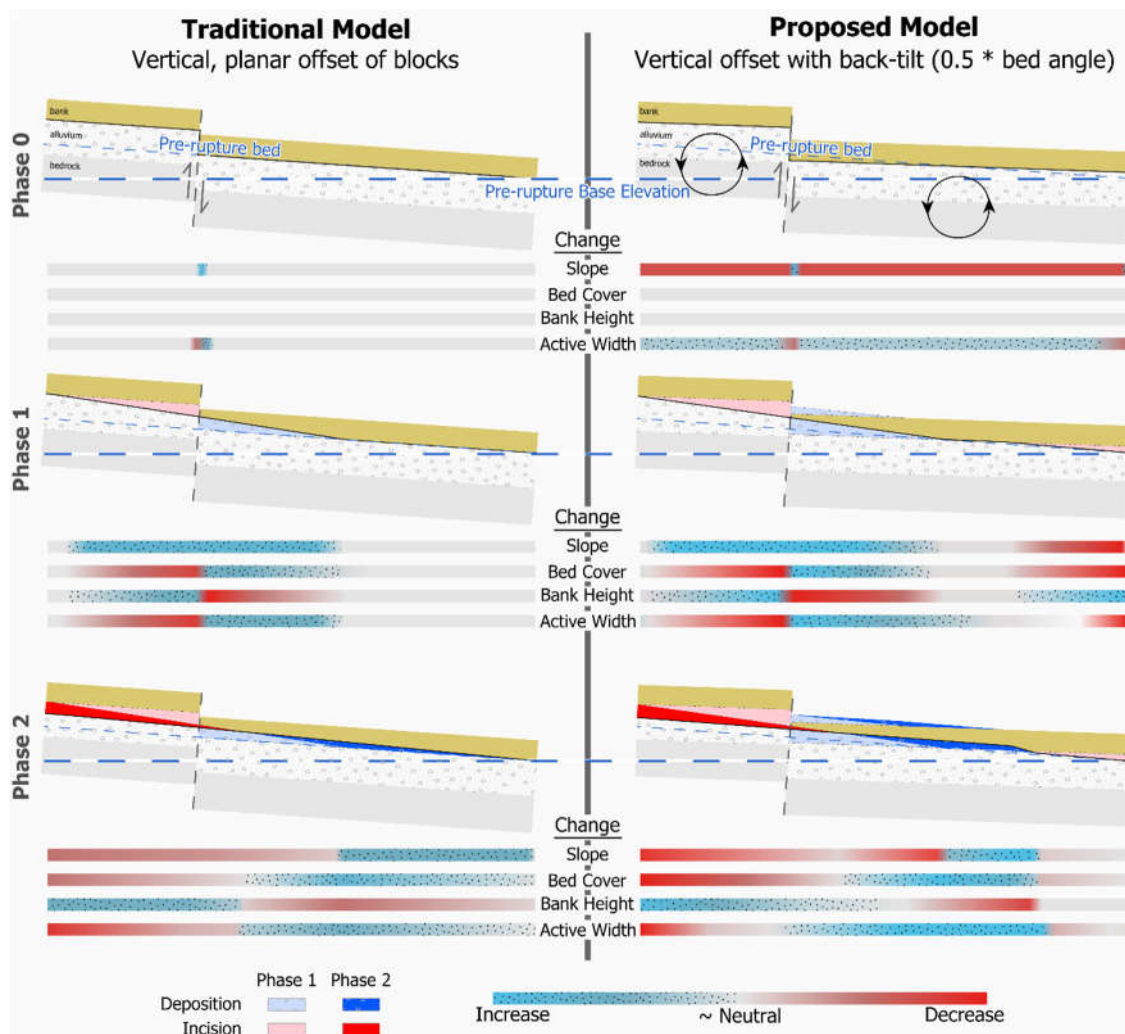 Traditional Model
Vertical, planar offset of blocks
Proposed Model
Vertical offset with back-tilt (0.5 * bed angle)
Phase 0
bank
alluvium
bedrock
Pre-rupture bed
bank
alluvium
bedrock
Pre-rupture bed
Pre-rupture Base Elevation
Change
Slope
Bed Cover
Bank Height
Active Width
Phase 1
Change
Slope
Bed Cover
Bank Height
Active Width
Phase 2
Change
Slope
Bed Cover
Bank Height
Active Width
Phase 1 Phase 2
Deposition
Incision
Increase ~ Neutral Decrease